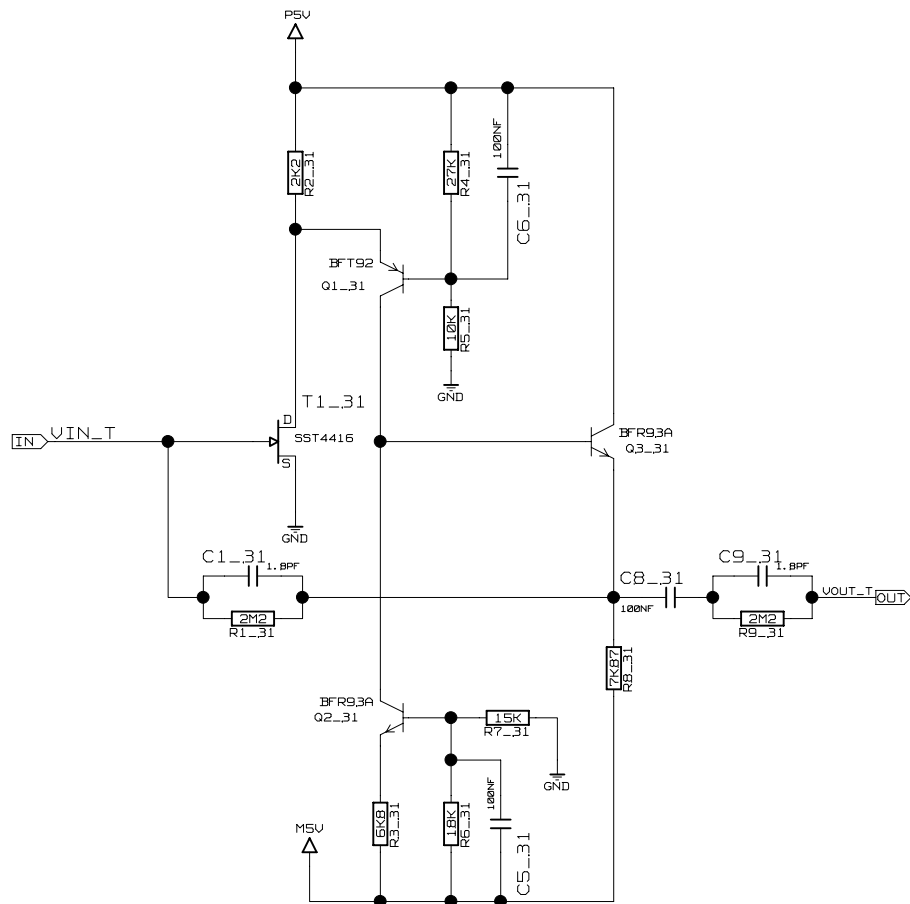 P5V
2K2
R2_31
27K
R4_31
100NF
C6_31
BFT92
Q1_31
10K
R5_31
GND
T1_31
D
SST4416
S
GND
IN
VIN_T
BFR93A
Q3_31
C1_31
1.8PF
2M2
R1_31
C8_31
100NF
C9_31
1.8PF
2M2
R9_31
VOUT_T
OUT
7K87
R8_31
BFR93A
Q2_31
15K
R7_31
GND
6K8
R3_31
18K
R6_31
100NF
C5_31
M5V